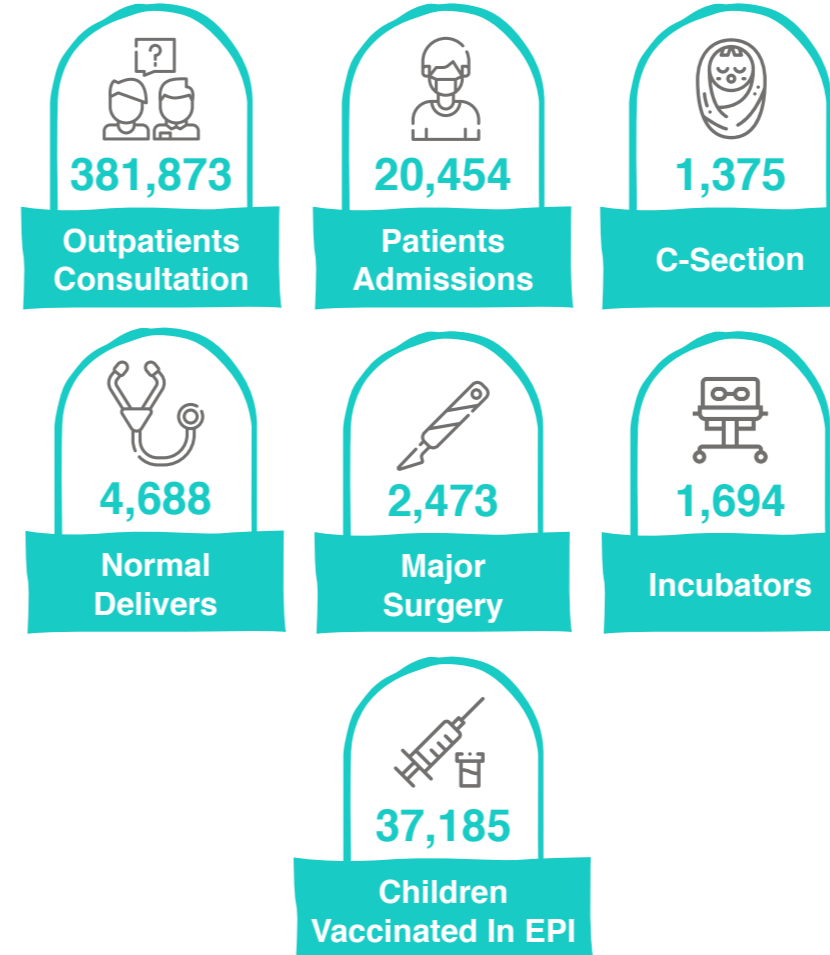 ?
381,873
Outpatients
Consultation
20,454
Patients
Admissions
1,375
C-Section
4,688
Normal
Delivers
2,473
Major
Surgery
1,694
Incubators
37,185
Children
Vaccinated In EPI